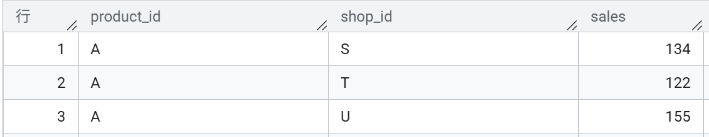 行 product_id shop_id sales
1 A S 134
2 A T 122
3 A U 155